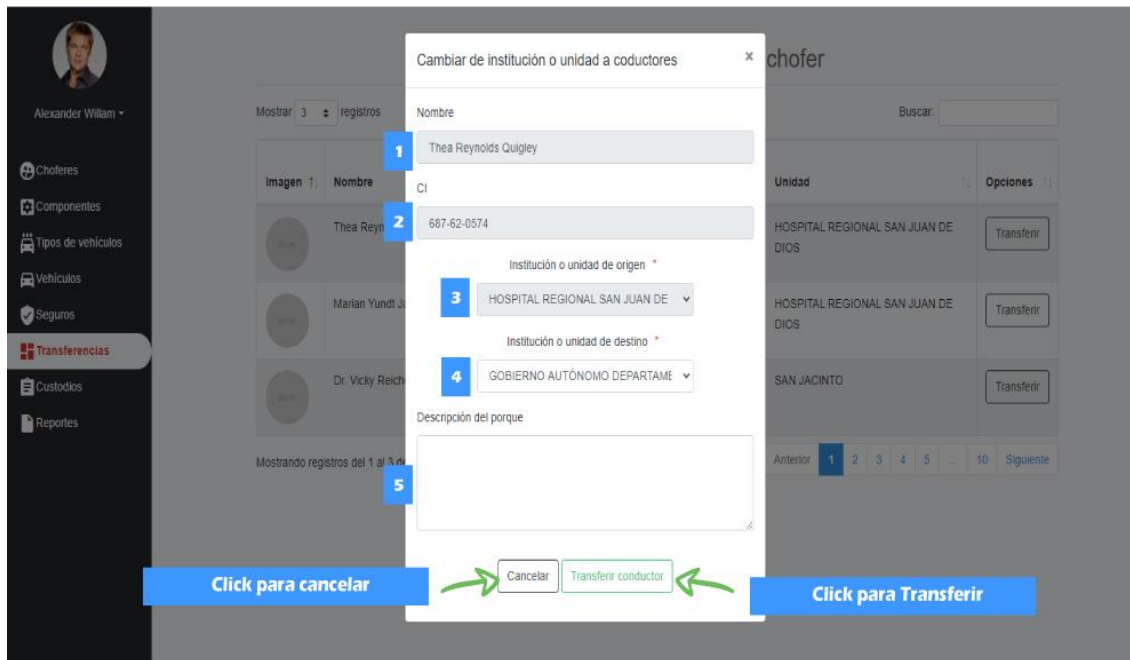 Alexander Willam
Choferes
Componentes
Tipos de vehículos
Vehículos
Seguros
Transferencias
Custodios
Reportes
chofer
Mostrar 3 registros
Buscar:
Imagen Nombre Unidad Opciones
Thea Reyn HOSPITAL REGIONAL SAN JUAN DE
DIOS
Transferir
Marian Yundt Ja HOSPITAL REGIONAL SAN JUAN DE
DIOS
Transferir
Dr. Vicky Reich SAN JACINTO
Transferir
Mostrando registros del 1 al 3 de
Anterior 1 2 3 4 5 ... 10 Siguiente
Cambiar de institución o unidad a coductores x
Nombre
1 Thea Reynolds Quigley
CI
2 687-62-0574
Institución o unidad de origen *
3 HOSPITAL REGIONAL SAN JUAN DE
Institución o unidad de destino *
4 GOBIERNO AUTÓNOMO DEPARTAME
Descripción del porque
5
Cancelar Transferir conductor
Click para cancelar
Click para Transferir